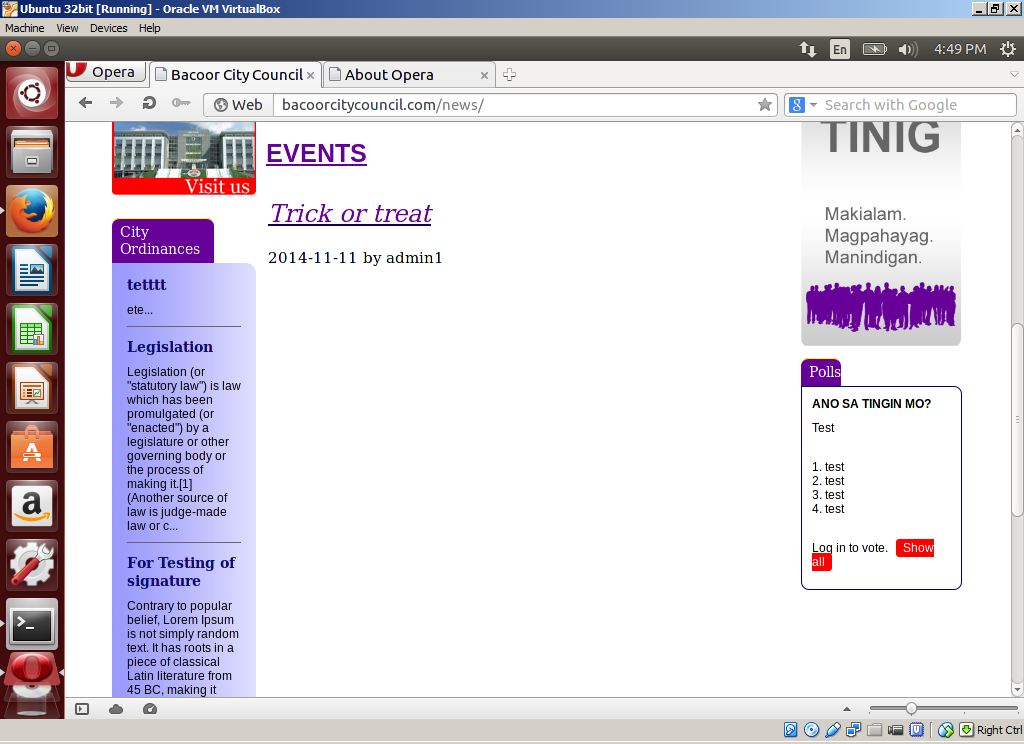 Ubuntu 32bit [Running] - Oracle VM VirtualBox
Machine View Devices Help
En
4:49 PM
Opera
Bacoor City Council
About Opera
Web
bacoorcitycouncil.com/news/
Search with Google
Visit us
City
Ordinances
tetttt
ete...
Legislation
Legislation (or
"statutory law") is law
which has been
promulgated (or
"enacted") by a
legislature or other
governing body or
the process of
making it.[1]
(Another source of
law is judge-made
law or c...
For Testing of
signature
Contrary to popular
belief, Lorem Ipsum
is not simply random
text. It has roots in a
piece of classical
Latin literature from
45 BC, making it
EVENTS
Trick or treat
2014-11-11 by admin1
TINIG
Makialam.
Magpahayag.
Manindigan.
Polls
ANO SA TINGIN MO?
Test
1. test
2. test
3. test
4. test
Log in to vote. Show
all
Right Ctrl